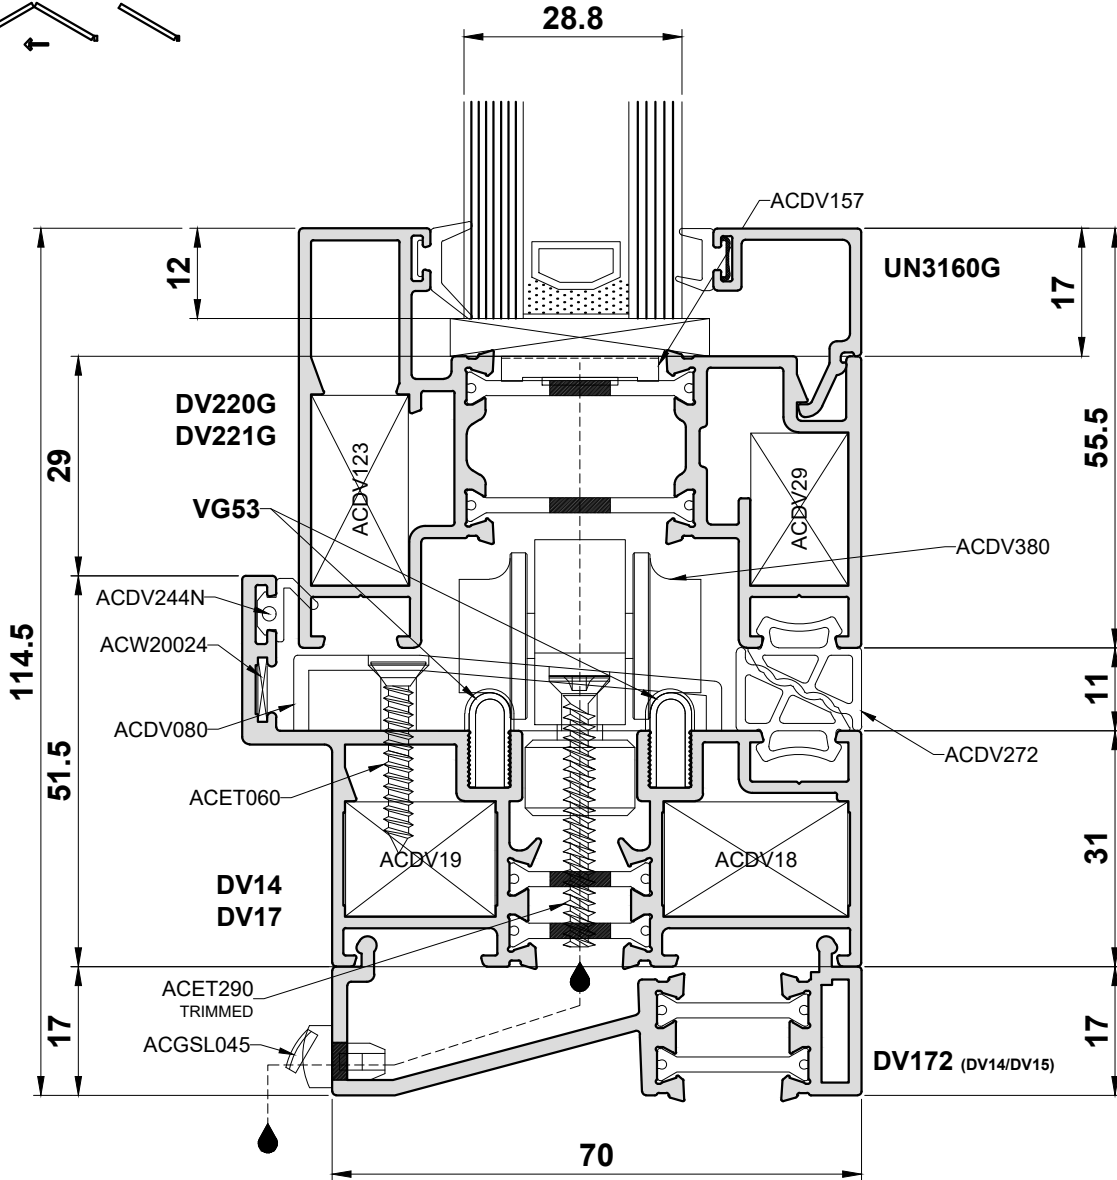 28.8
ACDV157
12
UN3160G
17
DV220G
DV221G
ACDV123
ACDV29
29
55.5
VG53
ACDV380
ACDV244N
ACW20024
114.5
11
ACDV080
ACDV272
51.5
ACET060
ACDV19
ACDV18
31
DV14
DV17
ACET290
TRIMMED
17
ACGSL045
17
DV172 (DV14/DV15)
70